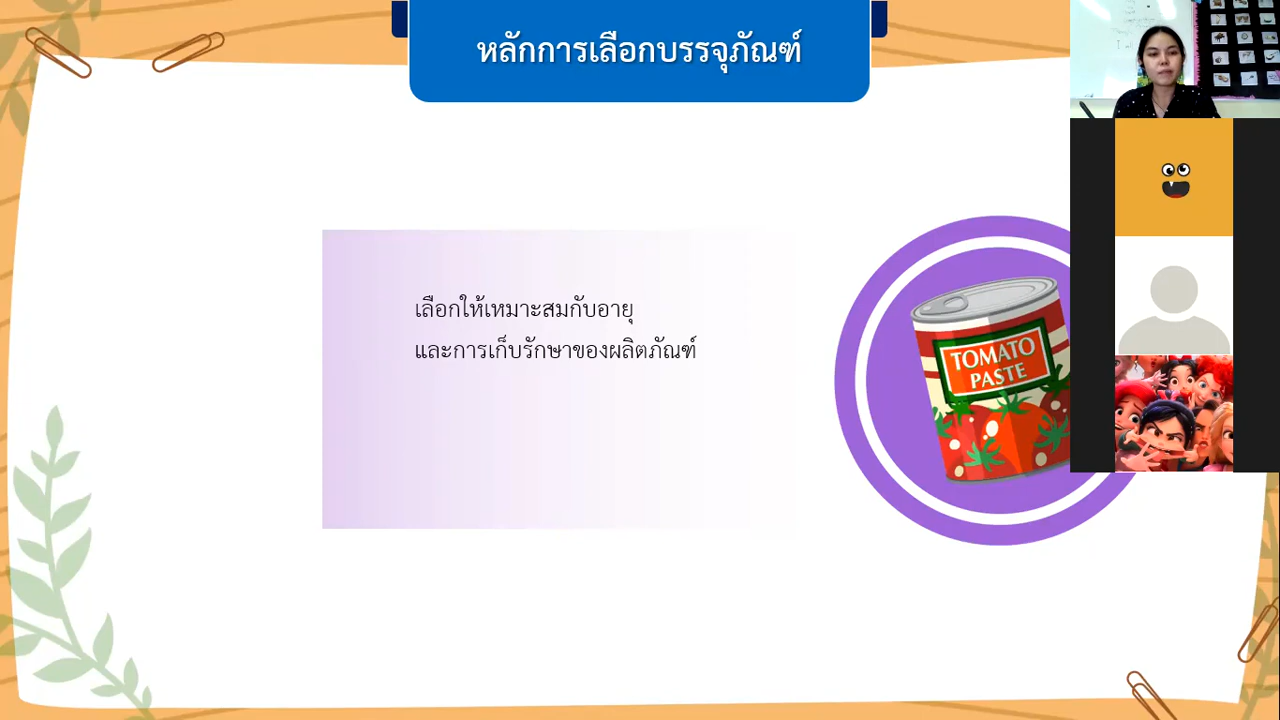 หลักการเลือกบรรจุภัณฑ์
เลือกให้เหมาะสมกับอายุ
และการเก็บรักษาของผลิตภัณฑ์
TOMATO
PASTE